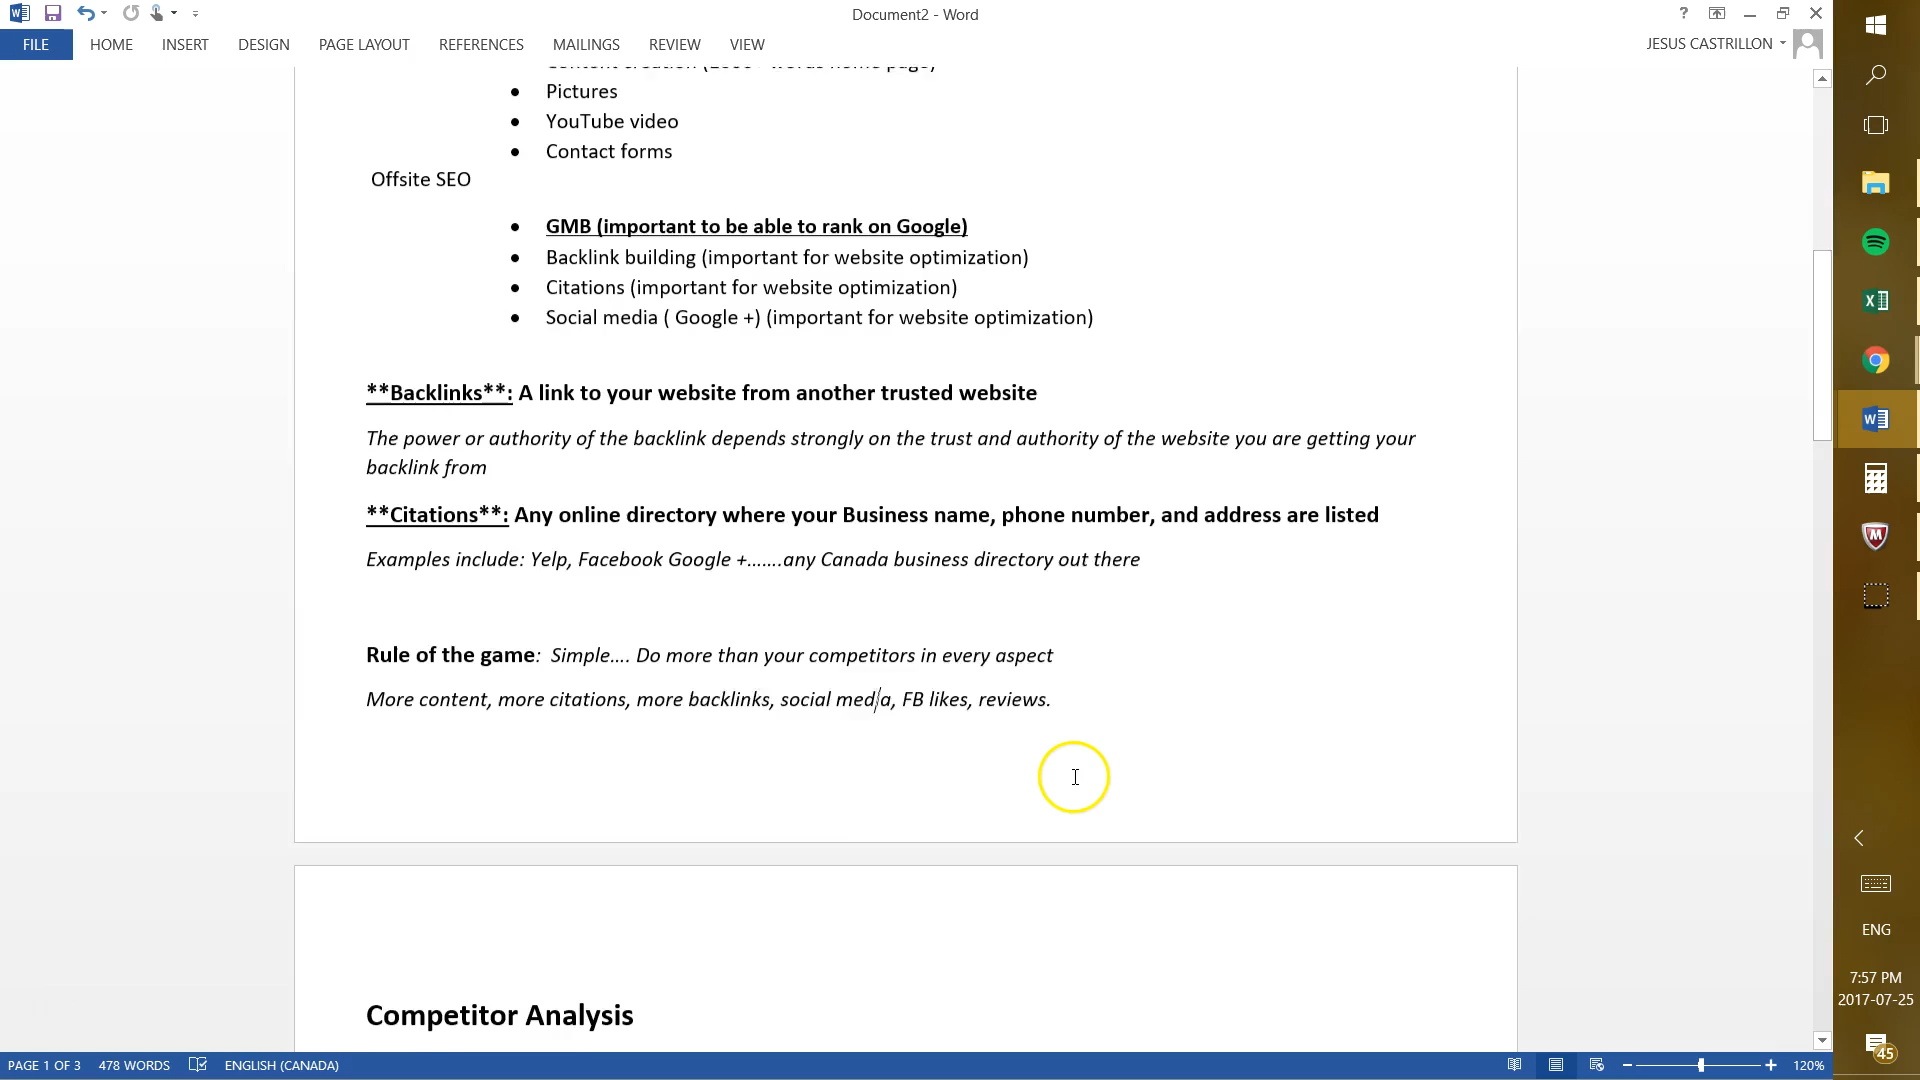 Document2 - Word
?
FILE HOME INSERT DESIGN PAGE LAYOUT REFERENCES MAILINGS REVIEW VIEW
JESUS CASTRILLON
• Pictures
• YouTube video
• Contact forms
Offsite SEO
• GMB (important to be able to rank on Google)
• Backlink building (important for website optimization)
• Citations (important for website optimization)
• Social media ( Google +) (important for website optimization)
**Backlinks**: A link to your website from another trusted website
The power or authority of the backlink depends strongly on the trust and authority of the website you are getting your
backlink from
**Citations**: Any online directory where your Business name, phone number, and address are listed
Examples include: Yelp, Facebook Google +…….any Canada business directory out there
Rule of the game: Simple…. Do more than your competitors in every aspect
More content, more citations, more backlinks, social media, FB likes, reviews.
Competitor Analysis
PAGE 1 OF 3 478 WORDS ENGLISH (CANADA)
120%
ENG
7:57 PM
2017-07-25
45